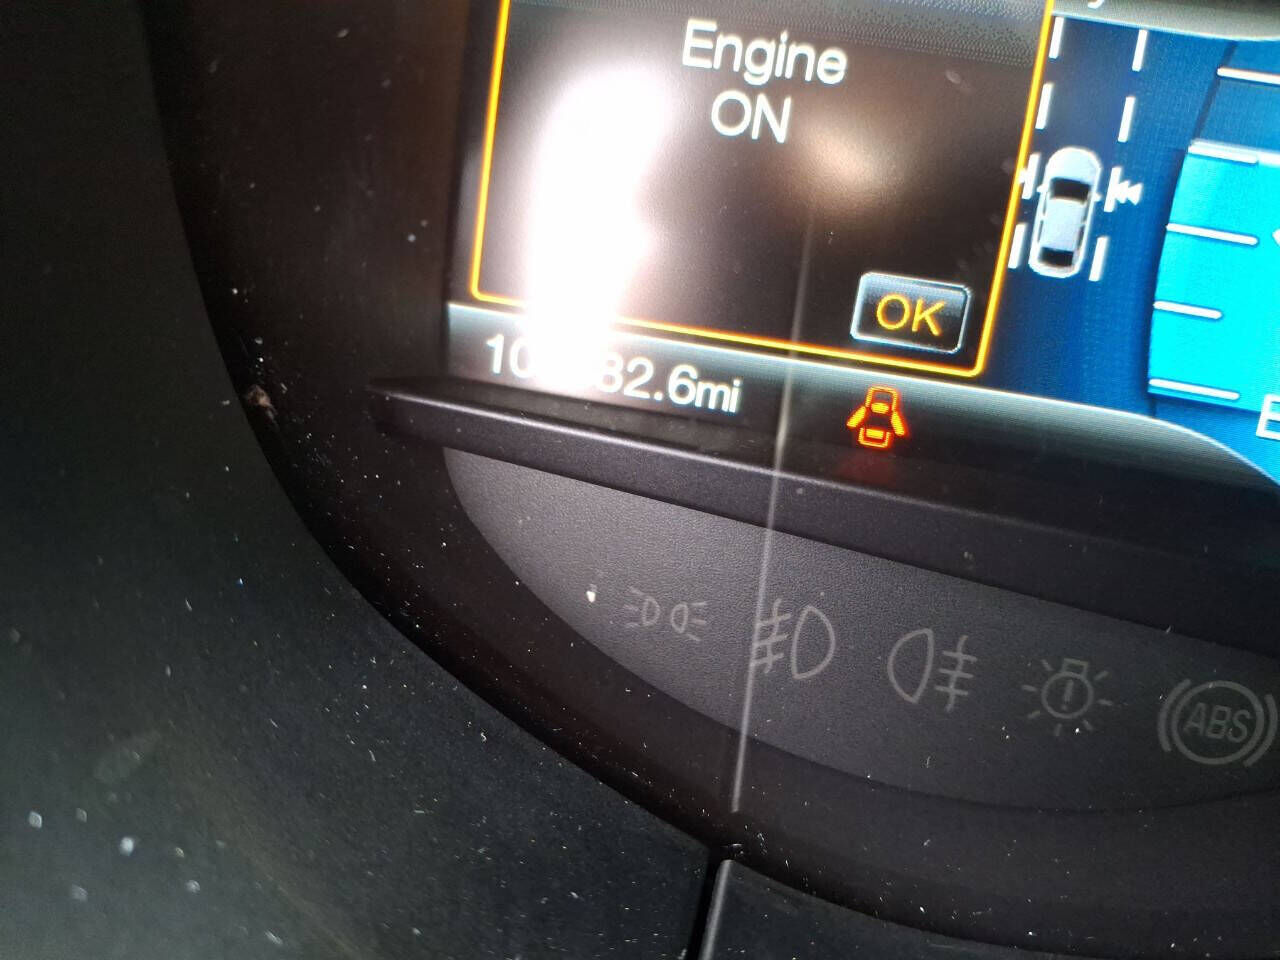 Engine
ON
OK
82.6mi
ABS